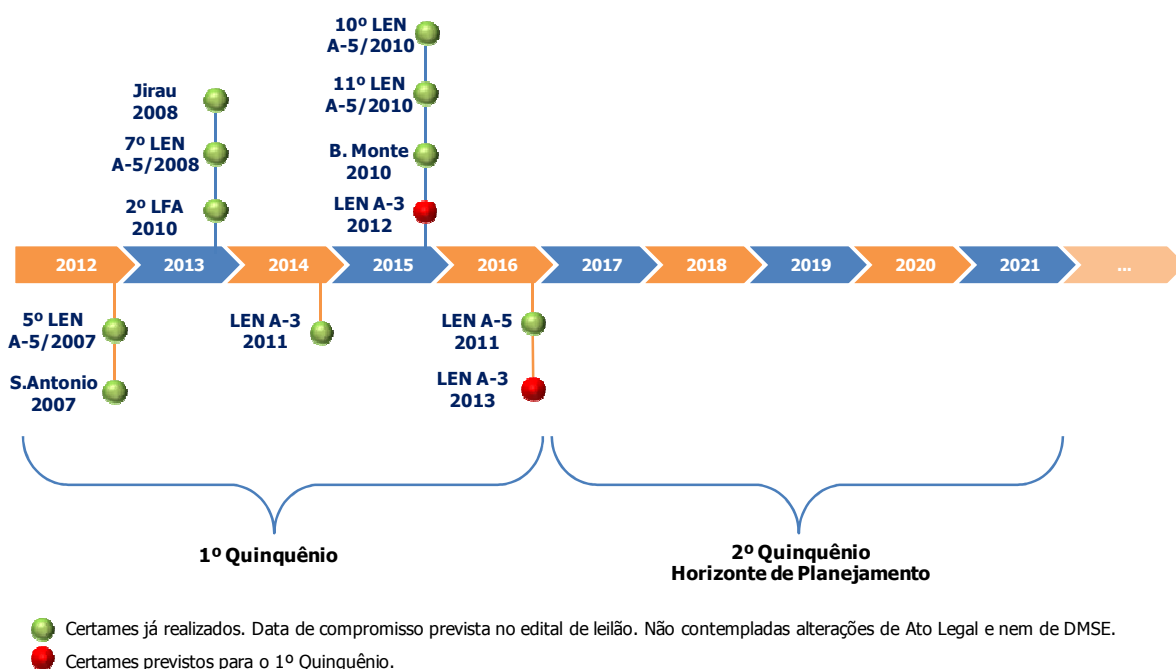 10º LEN
A-5/2010
11º LEN
A-5/2010
B. Monte
2010
LEN A-3
2012
Jirau
2008
7º LEN
A-5/2008
2º LFA
2010
2012
2013
2014
2015
2016
2017
2018
2019
2020
2021
...
5º LEN
A-5/2007
S.Antonio
2007
LEN A-3
2011
LEN A-5
2011
LEN A-3
2013
1º Quinquênio
2º Quinquênio
Horizonte de Planejamento
Certames já realizados. Data de compromisso prevista no edital de leilão. Não contempladas alterações de Ato Legal e nem de DMSE.
Certames previstos para o 1º Quinquênio.